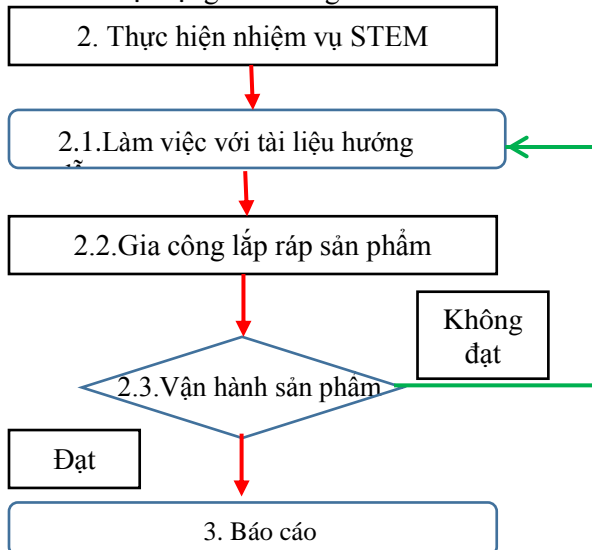 2. Thực hiện nhiệm vụ STEM
2.1.Làm việc với tài liệu hướng
2.2.Gia công lắp ráp sản phẩm
Không
đạt
2.3.Vận hành sản phẩm
Đạt
3. Báo cáo